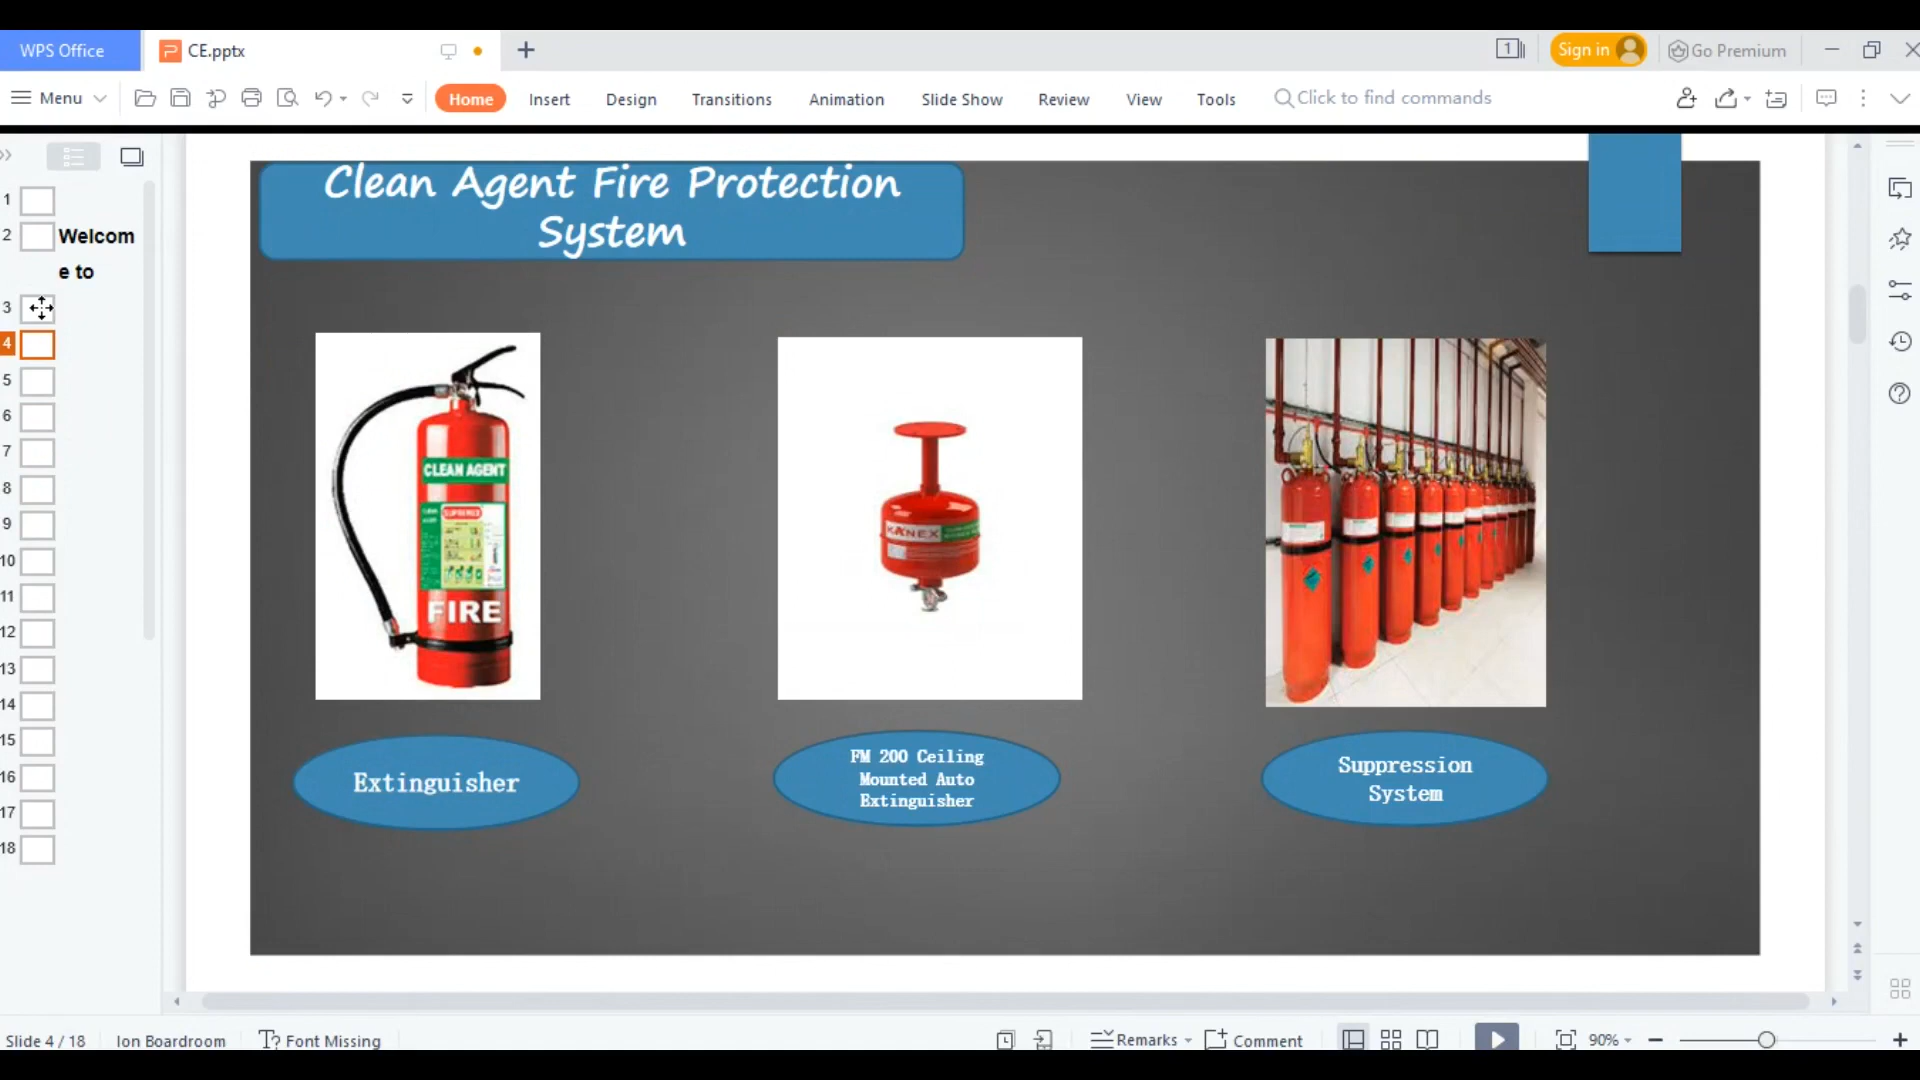 WPS Office
CE.pptx
1
Sign in
Go Premium
Menu
Home
Insert
Design
Transitions
Animation
Slide Show
Review
View
Tools
Click to find commands
1
2
Welcom
e to
3
4
5
6
7
8
9
10
11
12
13
14
15
16
17
18
Clean Agent Fire Protection
System
CLEAN AGENT
SUPREMEX
FIRE
KANEX
Extinguisher
FM 200 Ceiling
Mounted Auto
Extinguisher
Suppression
System
Slide 4 / 18
Ion Boardroom
Font Missing
Remarks
Comment
90%